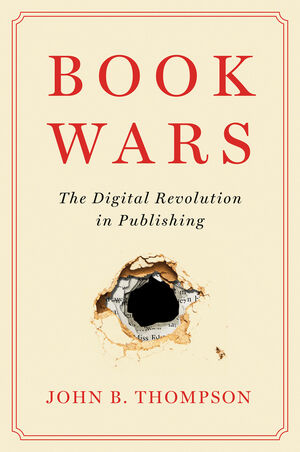 BOOK
WARS
The Digital Revolution
in Publishing
JOHN B. THOMPSON